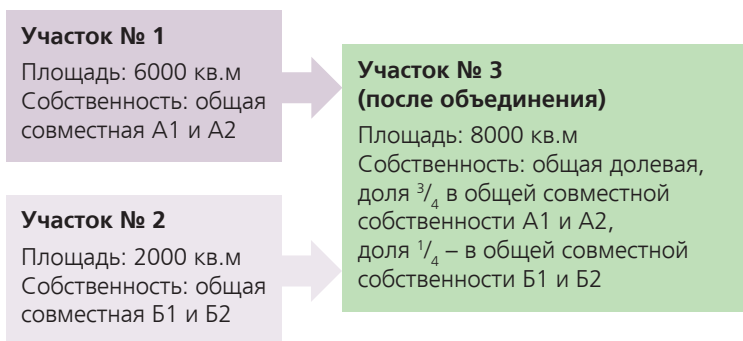 Участок № 1
Площадь: 6000 кв.м
Собственность: общая
совместная А1 и А2
Участок № 2
Площадь: 2000 кв.м
Собственность: общая
совместная Б1 и Б2
Участок № 3
(после объединения)
Площадь: 8000 кв.м
Собственность: общая долевая,
доля 3/4 в общей совместной
собственности А1 и А2,
доля 1/4 – в общей совместной
собственности Б1 и Б2